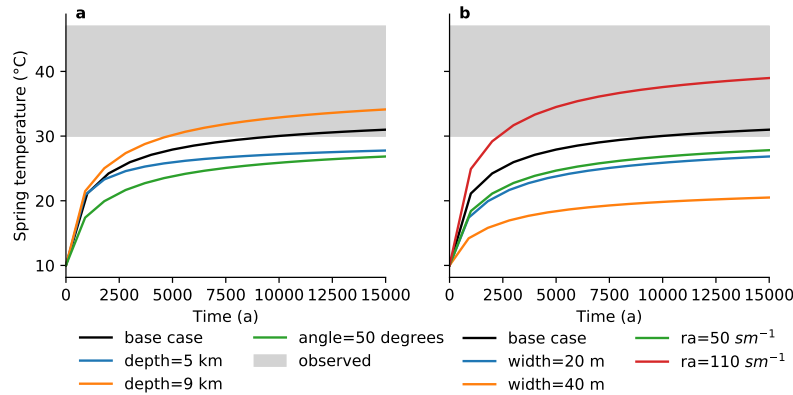 a
b
Spring temperature (°C)
40
30
20
10
0 2500 5000 7500 10000 12500 15000
0 2500 5000 7500 10000 12500 15000
Time (a)
Time (a)
base case
depth=5 km
depth=9 km
angle=50 degrees
observed
base case
width=20 m
width=40 m
ra=50 sm⁻¹
ra=110 sm⁻¹